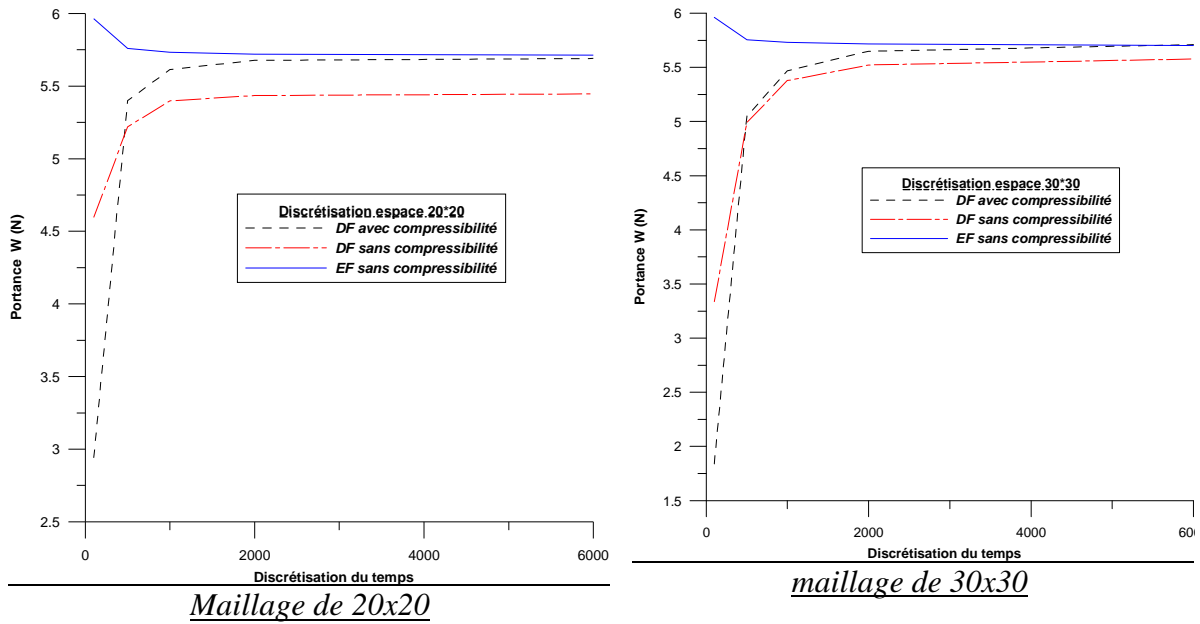 6
5.5
5
4.5
4
3.5
3
2.5
Portance W (N)
Discrétisation espace 20*20
DF avec compressibilité
DF sans compressibilité
EF sans compressibilité
0 2000 4000 6000
Discrétisation du temps
Maillage de 20x20
6
5.5
5
4.5
4
3.5
3
2.5
2
1.5
Portance W (N)
Discrétisation espace 30*30
DF avec compressibilité
DF sans compressibilité
EF sans compressibilité
0 2000 4000 600
Discrétisation du temps
maillage de 30x30